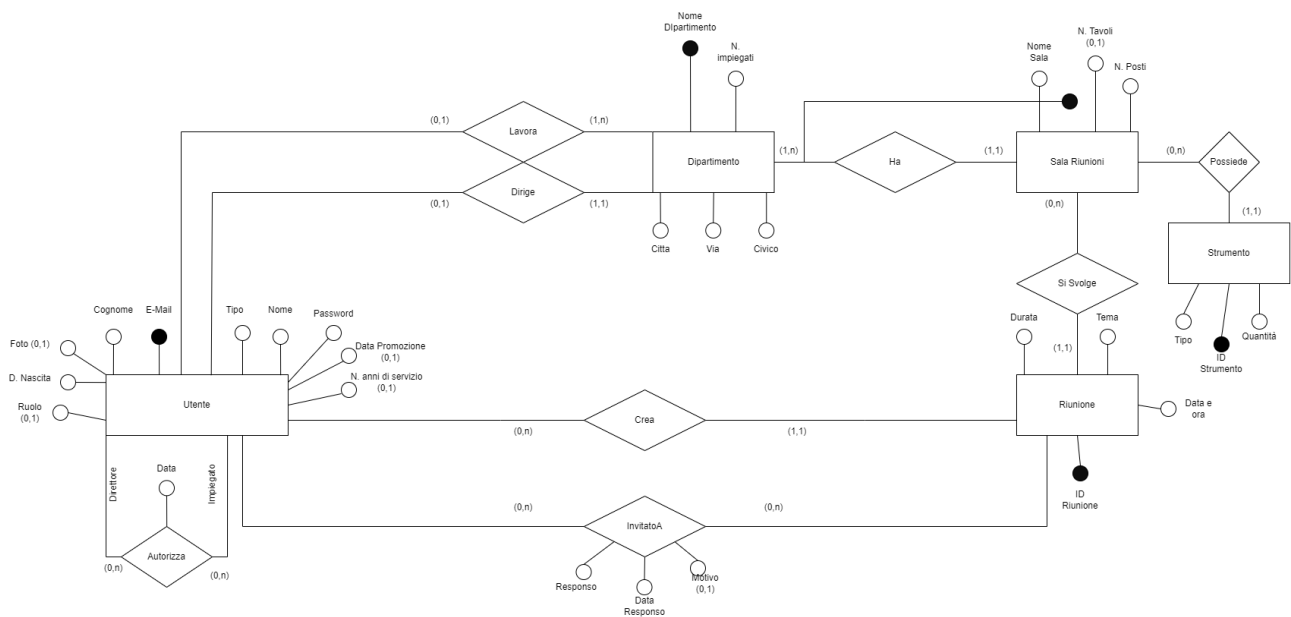 Nome
DIpartimento
N.
impiegati
Nome
Sala
N. Tavoli
(0,1)
N. Posti
(0,1)
Lavora
(1,n)
Dipartimento
(1,n)
Ha
(1,1)
Sala Riunioni
(0,n)
Possiede
(0,1)
Dirige
(1,1)
(0,n)
(1,1)
Citta
Via
Civico
Strumento
Si Svolge
Tipo
ID
Strumento
Quantitá
Cognome
E-Mail
Tipo
Nome
Password
Durata
Tema
(1,1)
Foto (0,1)
Data Promozione
(0,1)
D. Nascita
N. anni di servizio
(0,1)
Ruolo
(0,1)
Utente
Riunione
Data e
ora
(0,n)
Crea
(1,1)
Direttore
Data
Impiegato
ID
Riunione
(0,n)
InvitatoA
(0,n)
Autorizza
(0,n)
(0,n)
Responso
Data
Responso
Motivo
(0,1)